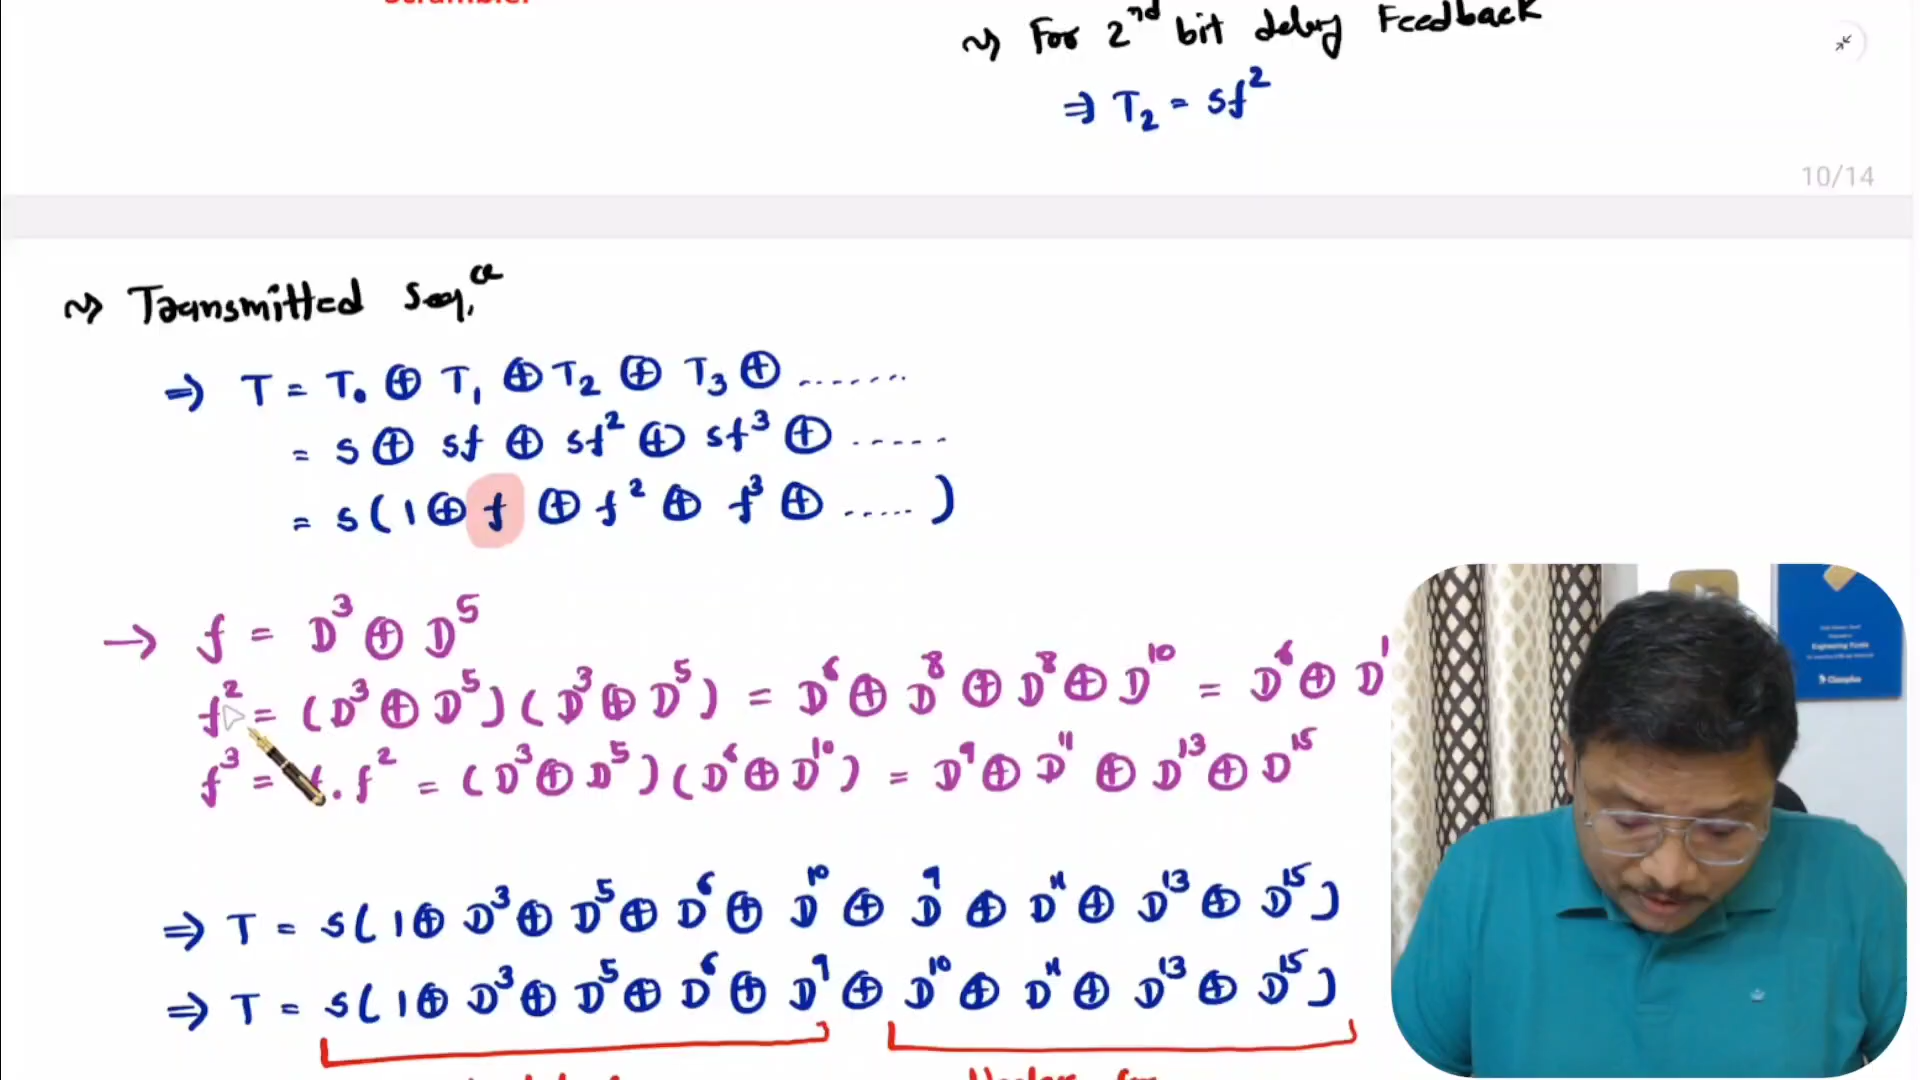 ~> For 2nd bit delay Feedback
⇒ T₂ = sf²
10/14
~> Transmitted Seq.ce
⇒ T = T₀ ⊕ T₁ ⊕ T₂ ⊕ T₃ ⊕ .......
= s ⊕ sf ⊕ sf² ⊕ sf³ ⊕ .....
= s(1 ⊕ f ⊕ f² ⊕ f³ ⊕ .....)
→ f = D³ ⊕ D⁵
f² = (D³ ⊕ D⁵)(D³ ⊕ D⁵) = D⁶ ⊕ D⁸ ⊕ D⁸ ⊕ D¹⁰ = D⁶ ⊕ D¹
f³ = f . f² = (D³ ⊕ D⁵)(D⁶ ⊕ D¹⁰) = D⁹ ⊕ D¹¹ ⊕ D¹³ ⊕ D¹⁵
⇒ T = s(1 ⊕ D³ ⊕ D⁵ ⊕ D⁶ ⊕ D¹⁰ ⊕ D⁹ ⊕ D¹¹ ⊕ D¹³ ⊕ D¹⁵)
⇒ T = s(1 ⊕ D³ ⊕ D⁵ ⊕ D⁶ ⊕ D⁹ ⊕ D¹⁰ ⊕ D¹¹ ⊕ D¹³ ⊕ D¹⁵)